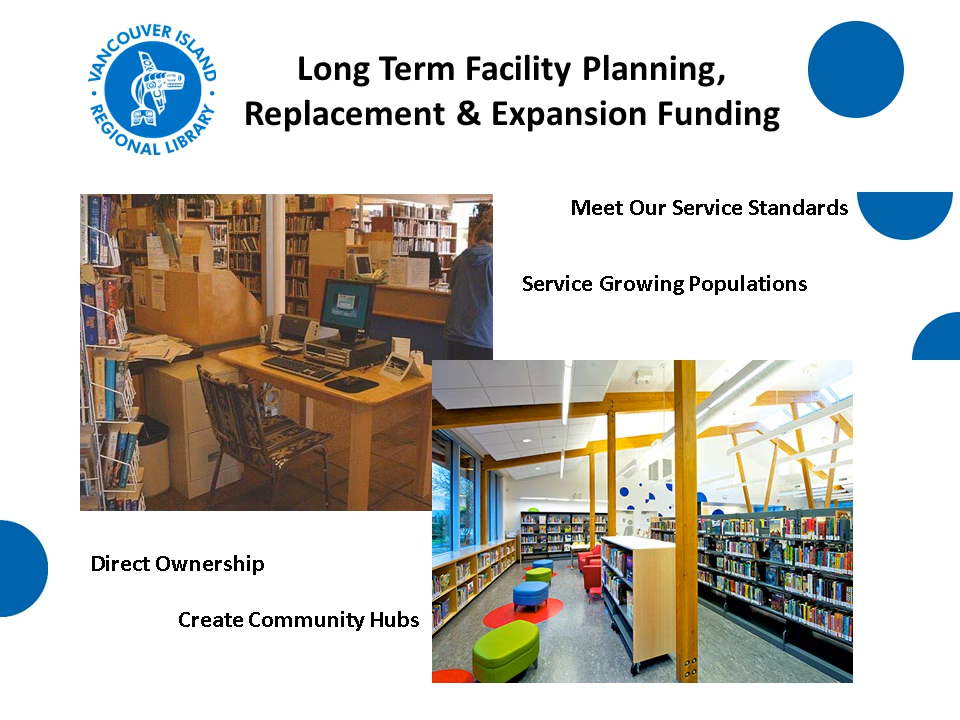 VANCOUVER ISLAND
REGIONAL LIBRARY
Long Term Facility Planning,
Replacement & Expansion Funding
Meet Our Service Standards
Service Growing Populations
Direct Ownership
Create Community Hubs